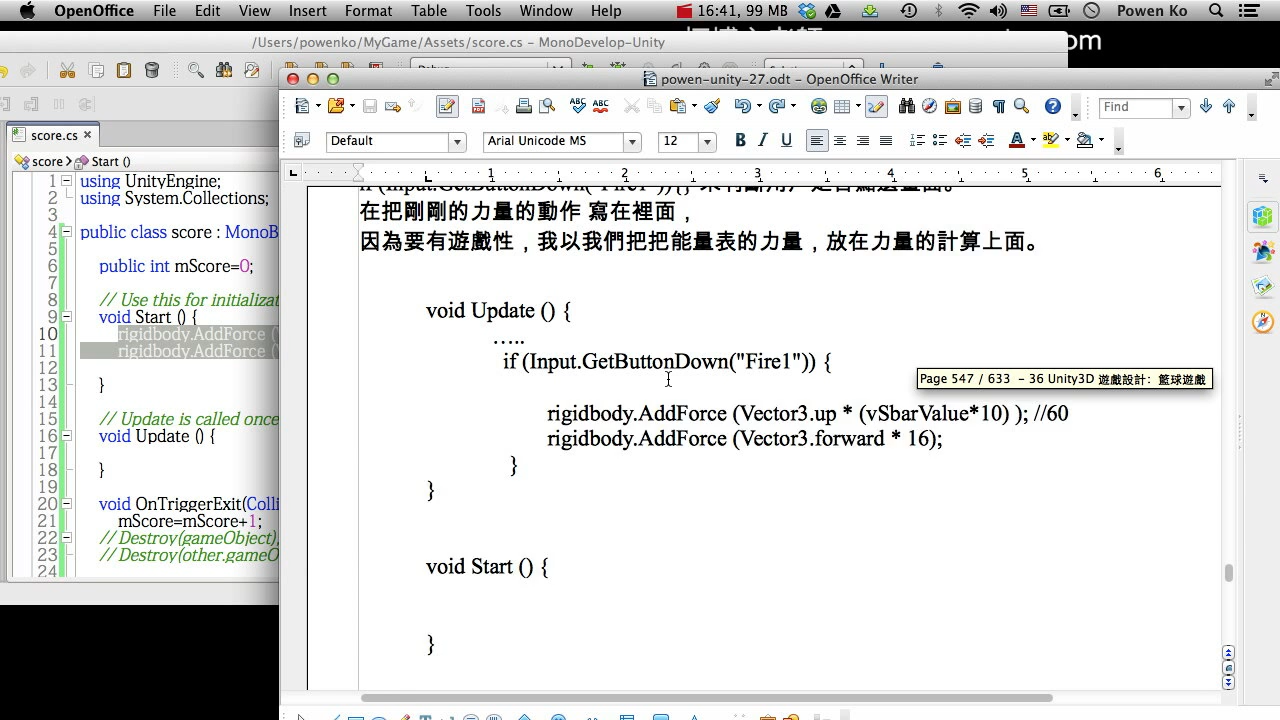 OpenOffice File Edit View Insert Format Table Tools Window Help 16:41, 99 MB Powen Ko
/Users/powenko/MyGame/Assets/score.cs - MonoDevelop-Unity
om
powen-unity-27.odt - OpenOffice Writer
Find
Default Arial Unicode MS 12 B I U
score.cs
score Start ()
1 2 3 4 5 6
1 using UnityEngine;
2 using System.Collections;
3
4 public class score : MonoB
5
6 public int mScore=0;
7
8 // Use this for initializat
9 void Start () {
10 rigidbody.AddForce (
11 rigidbody.AddForce (
12
13 }
14
15 // Update is called once
16 void Update () {
17
18 }
19
20 void OnTriggerExit(Colli
21 mScore=mScore+1;
22 // Destroy(gameObject),
23 // Destroy(other.gameO
24
在把剛剛的力量的動作 寫在裡面，
因為要有遊戲性，我以我們把把能量表的力量，放在力量的計算上面。
void Update () {
…..
if (Input.GetButtonDown("Fire1")) {
Page 547 / 633 - 36 Unity3D 遊戲設計: 籃球遊戲
rigidbody.AddForce (Vector3.up * (vSbarValue*10) ); //60
rigidbody.AddForce (Vector3.forward * 16);
}
}
void Start () {
}